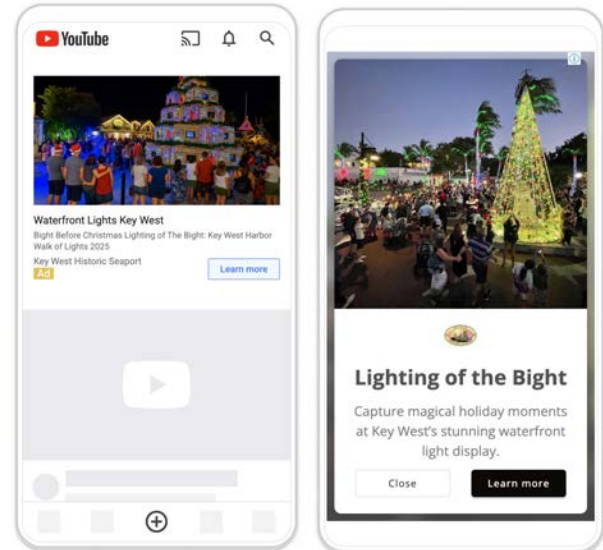 YouTube
Waterfront Lights Key West
Bight Before Christmas Lighting of The Bight: Key West Harbor
Walk of Lights 2025
Key West Historic Seaport
Ad
Learn more
Lighting of the Bight
Capture magical holiday moments
at Key West's stunning waterfront
light display.
Close
Learn more